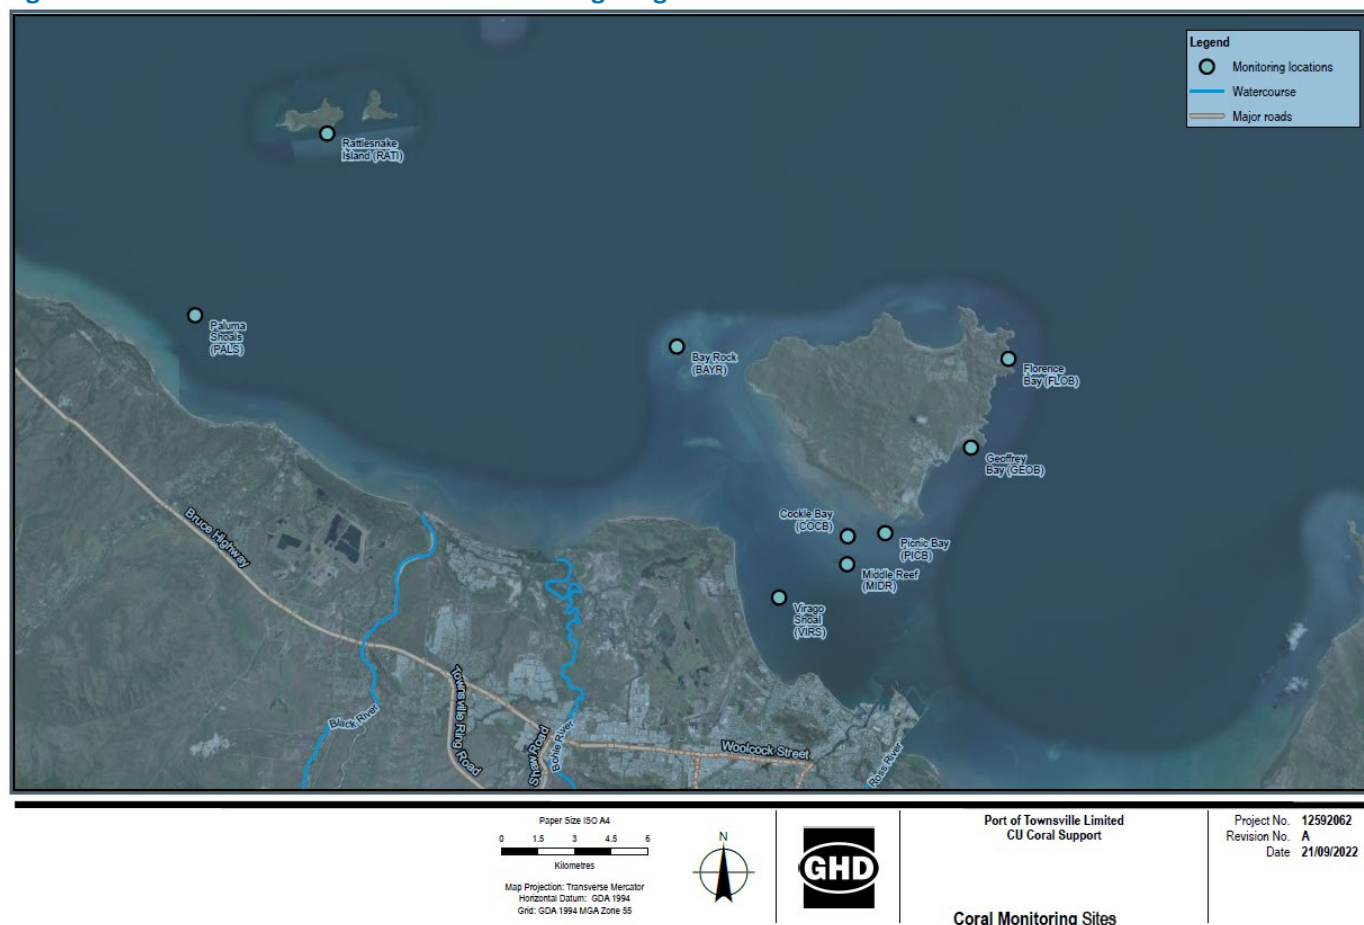 Legend
Monitoring locations
Watercourse
Major roads
Rattlesnake
Island (RATI)
Paluma
Shoals
(PALS)
Bay Rock
(BAYR)
Florence
Bay (FLOB)
Geoffrey
Bay (GEOB)
Cockle Bay
(COCB)
Picnic Bay
(PICB)
Middle Reef
(MIDR)
Virago
Shoal
(VIRS)
Bruce Highway
Black River
Townsville Ring Road
Shaw Road
Bohle River
Woolcock Street
Ross River
Paper Size ISO A4
0 1.5 3 4.5 6
Kilometres
Map Projection: Transverse Mercator
Horizontal Datum: GDA 1994
Grid: GDA 1994 MGA Zone 55
N
GHD
Port of Townsville Limited
CU Coral Support
Coral Monitoring Sites
Project No. 12592062
Revision No. A
Date 21/09/2022